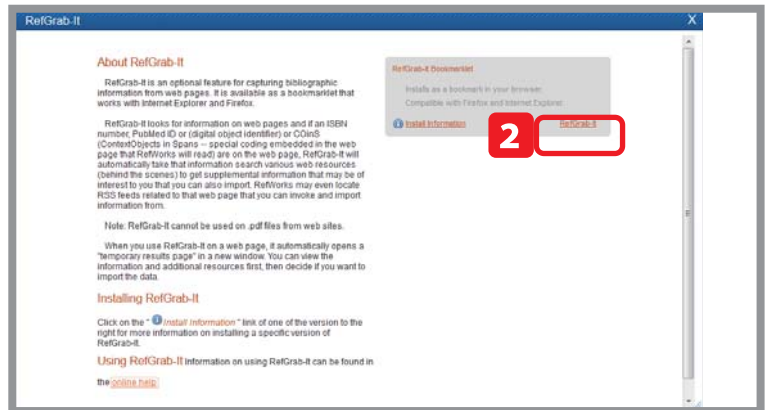 RefGrab-It X
About RefGrab-It
RefGrab-It is an optional feature for capturing bibliographic
information from web pages. It is available as a bookmarklet that
works with Internet Explorer and Firefox.
RefGrab-It looks for information on web pages and if an ISBN
number, PubMed ID or (digital object identifier) or COinS
(ContextObjects in Spans -- special coding embedded in the web
page that RefWorks will read) are on the web page, RefGrab-It will
automatically take that information search various web resources
(behind the scenes) to get supplemental information that may be of
interest to you that you can also import. RefWorks may even locate
RSS feeds related to that web page that you can invoke and import
information from.
Note: RefGrab-It cannot be used on .pdf files from web sites.
When you use RefGrab-It on a web page, it automatically opens a
"temporary results page" in a new window. You can view the
information and additional resources first, then decide if you want to
import the data.
Installing RefGrab-It
Click on the " Install Information " link of one of the version to the
right for more information on installing a specific version of
RefGrab-It.
Using RefGrab-It Information on using RefGrab-It can be found in
the online help
RefGrab-It Bookmarklet
Installs as a bookmark in your browser.
Compatible with Firefox and Internet Explorer
Install Information RefGrab-It
2